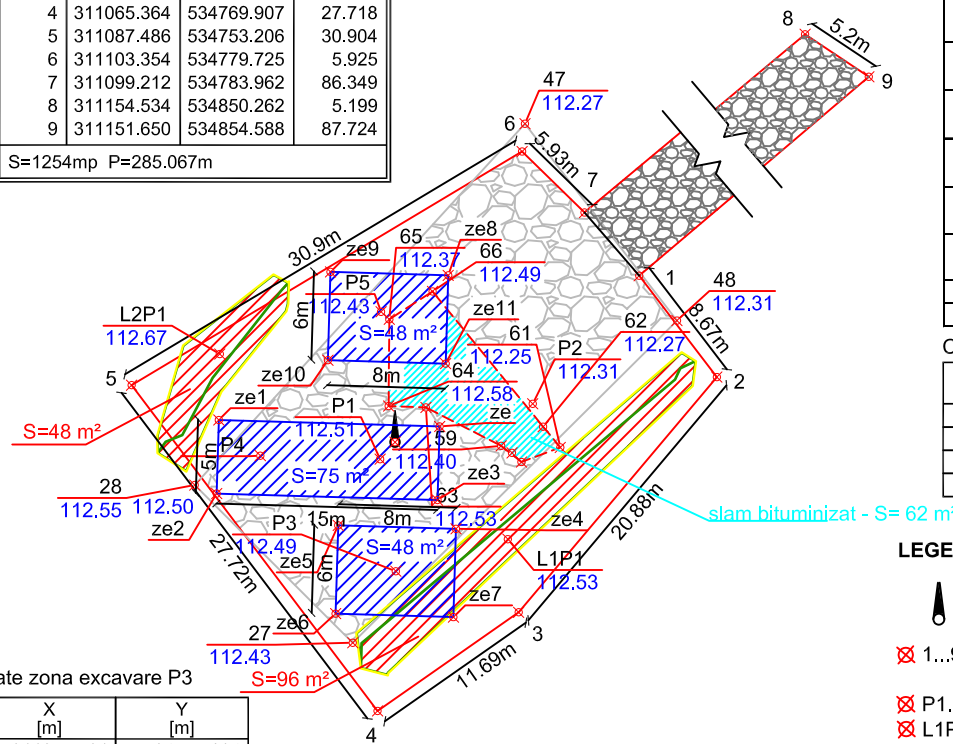 4 311065.364 534769.907 27.718
5 311087.486 534753.206 30.904
6 311103.354 534779.725 5.925
7 311099.212 534783.962 86.349
8 311154.534 534850.262 5.199
9 311151.650 534854.588 87.724
S=1254mp P=285.067m
8
5.2m
9
47
112.27
6
5.93m
7
30.9m
65
112.37
ze8
66
112.49
ze9
P5
112.43
S=48 m²
6m
1
48
112.31
8.67m
L2P1
112.67
ze11
61
112.25
P2
112.31
62
112.27
5
ze10
8m
64
112.58
2
ze1
P1
112.51
ze
S=48 m²
P4
59
112.40
5m
S=75 m²
ze3
28
112.55
112.50
63
112.53
slam bituminizat - S= 62 m²
ze2
15m
8m
ze4
20.88m
P3
112.49
S=48 m²
ze5
6m
L1P1
112.53
LEGE
27.72m
ze7
ze6
3
27
112.43
1...9
11.69m
S=96 m²
ate zona excavare P3
P1.
L1P
X
[m]
Y
[m]
4